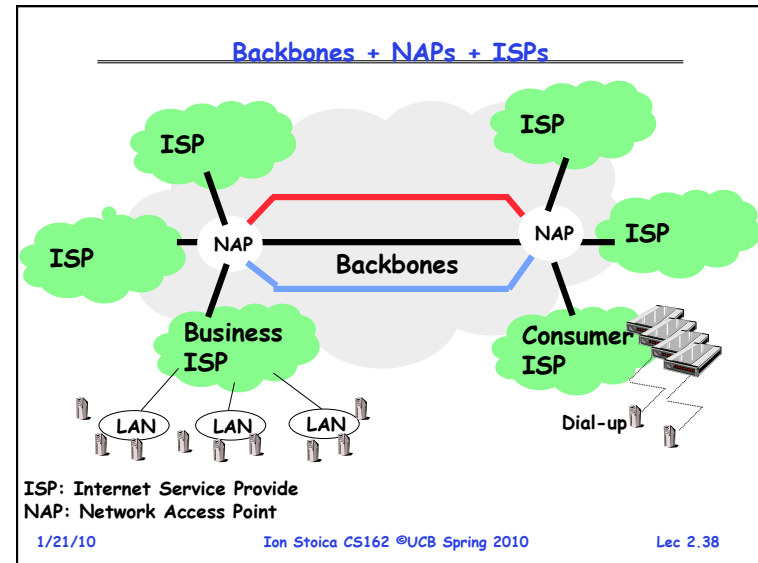 Backbones + NAPs + ISPs
ISP
ISP
ISP
NAP
Backbones
NAP
ISP
Business
ISP
Consumer
ISP
LAN
LAN
LAN
Dial-up
ISP: Internet Service Provide
NAP: Network Access Point
1/21/10
Ion Stoica CS162 ©UCB Spring 2010
Lec 2.38